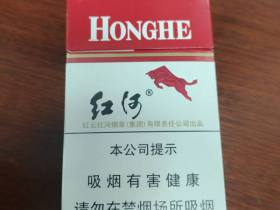 HONGHE
红河®
红云红河烟草(集团)有限责任公司出品
本公司提示
吸烟有害健康
请勿在禁烟场所吸烟